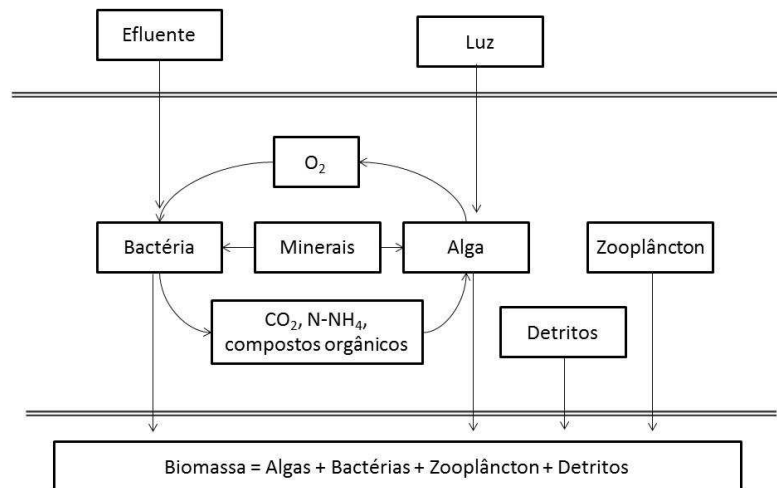 Efluente
Luz
O₂
Bactéria
Minerais
Alga
Zooplâncton
CO₂, N-NH₄,
compostos orgânicos
Detritos
Biomassa = Algas + Bactérias + Zooplâncton + Detritos